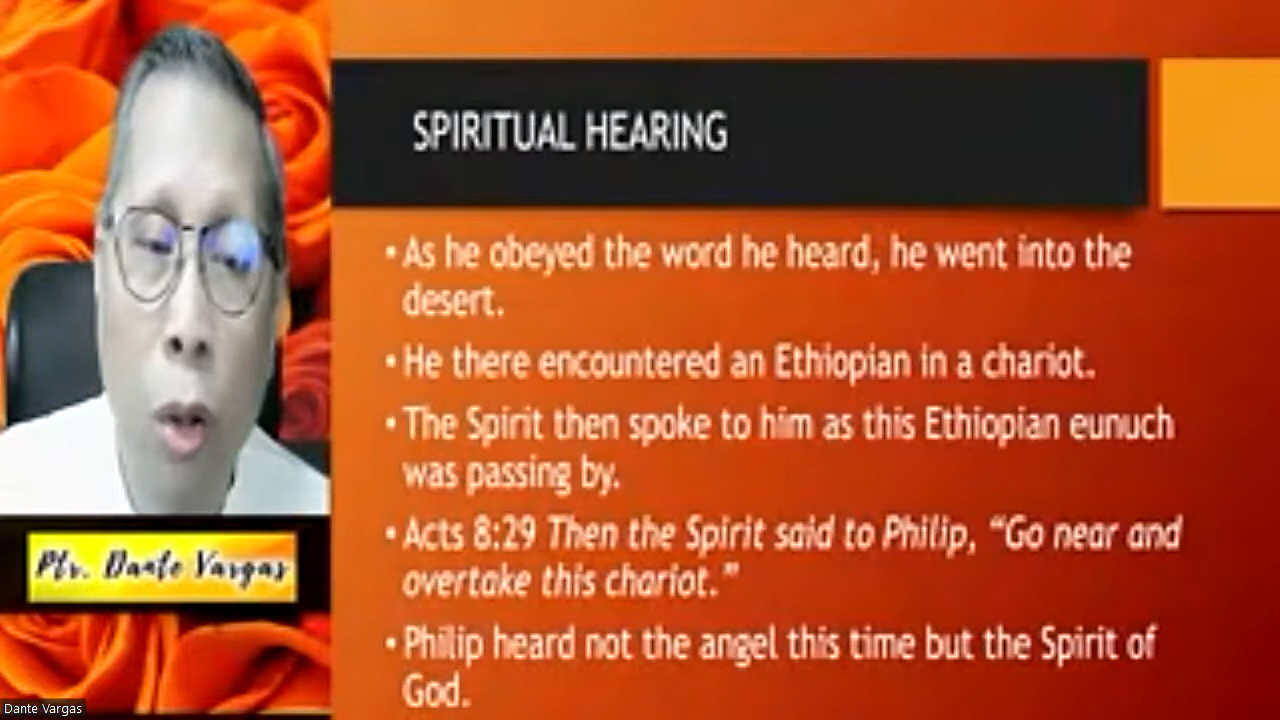 SPIRITUAL HEARING
• As he obeyed the word he heard, he went into the
desert.
• He there encountered an Ethiopian in a chariot.
• The Spirit then spoke to him as this Ethiopian eunuch
was passing by.
• Acts 8:29 Then the Spirit said to Philip, “Go near and
overtake this chariot.”
• Philip heard not the angel this time but the Spirit of
God.
Ptr. Dante Vargas
Dante Vargas